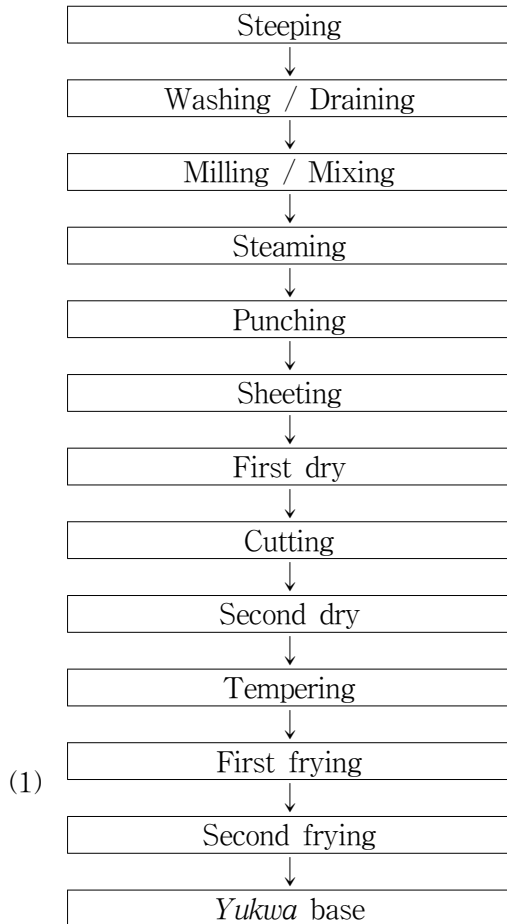 Steeping
Washing / Draining
Milling / Mixing
Steaming
Punching
Sheeting
First dry
Cutting
Second dry
Tempering
(1)
First frying
Second frying
Yukwa base